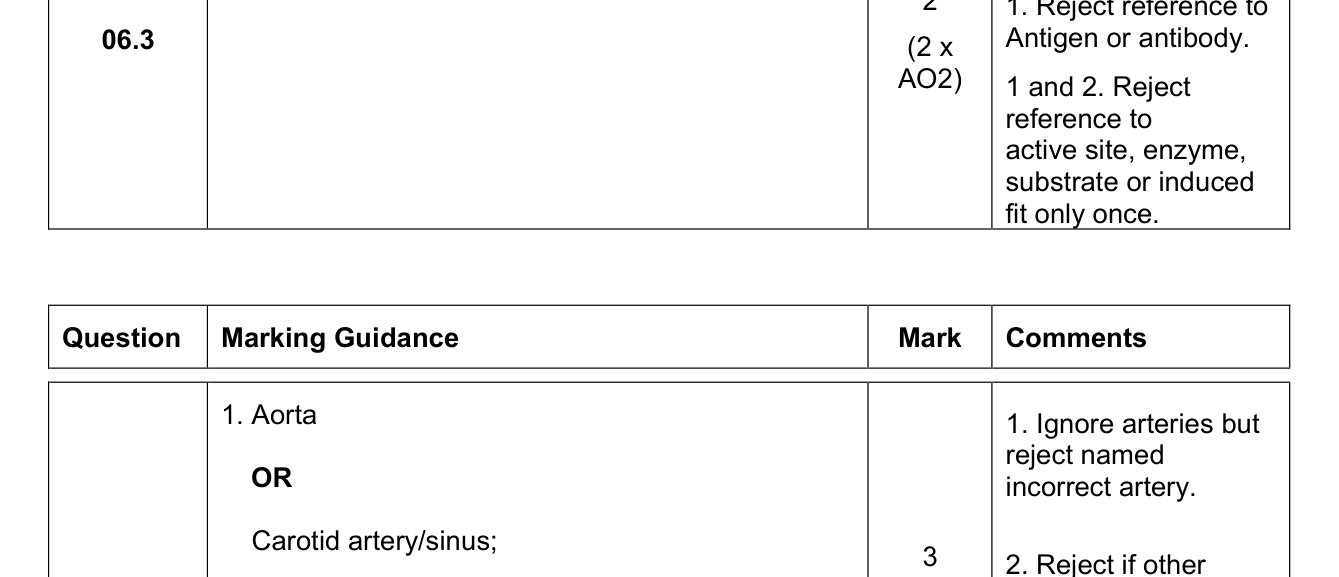 2
1. Reject reference to
06.3
Antigen or antibody.
(2 x
AO2)
1 and 2. Reject
reference to
active site, enzyme,
substrate or induced
fit only once.
Question Marking Guidance Mark Comments
1. Aorta
1. Ignore arteries but
reject named
incorrect artery.
OR
Carotid artery/sinus;
3
2. Reject if other